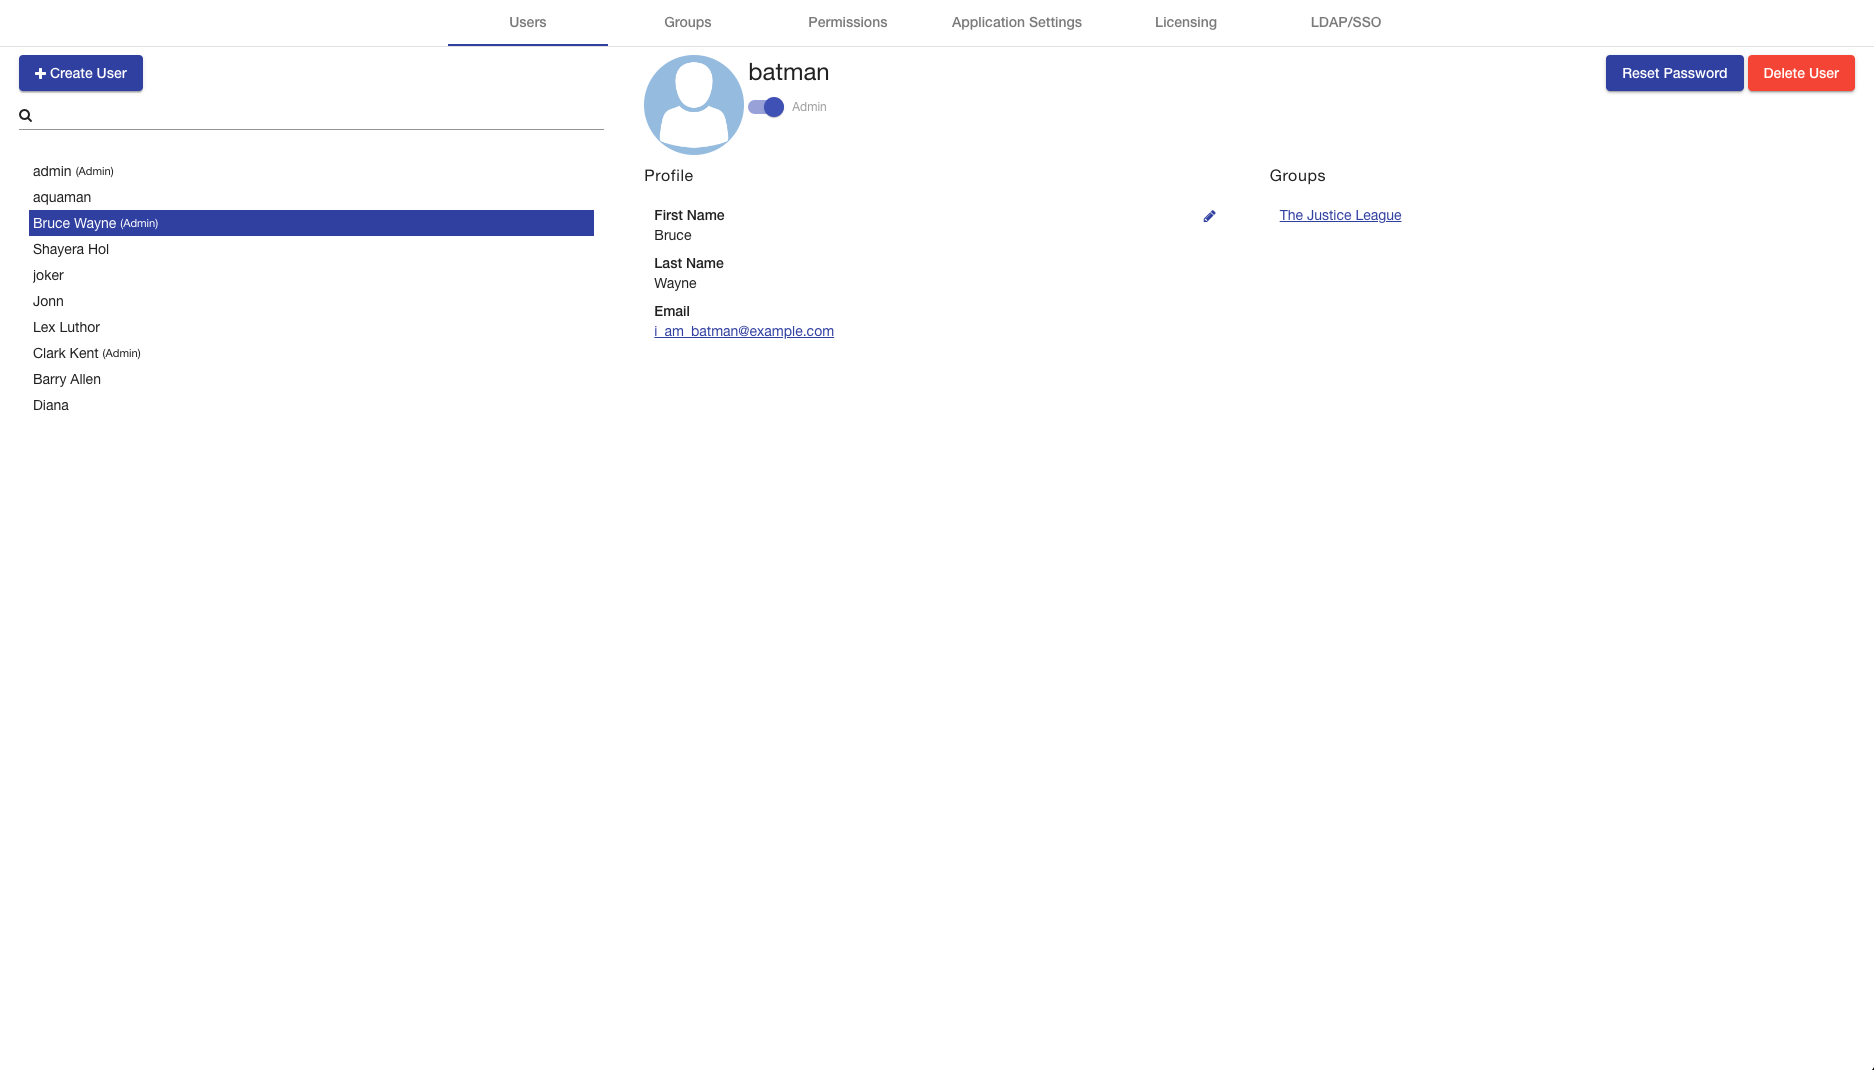 Users Groups Permissions Application Settings Licensing LDAP/SSO
Create User
admin (Admin)
aquaman
Bruce Wayne (Admin)
Shayera Hol
joker
Jonn
Lex Luthor
Clark Kent (Admin)
Barry Allen
Diana
batman
Admin
Reset Password Delete User
Profile
First Name
Bruce
Last Name
Wayne
Email
i_am_batman@example.com
Groups
The Justice League